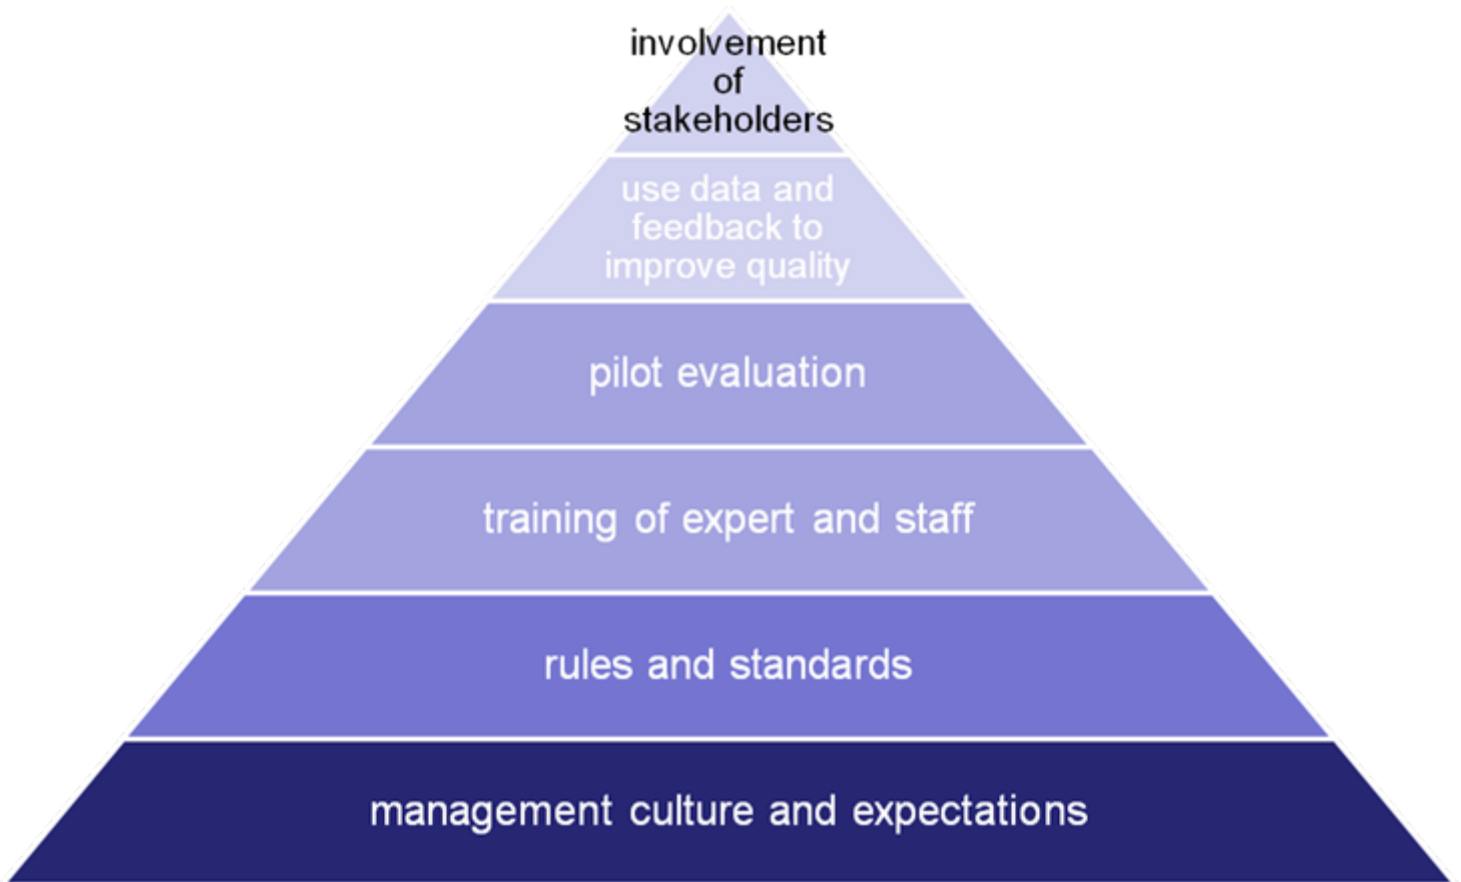 involvement
of
stakeholders
use data and
feedback to
improve quality
pilot evaluation
training of expert and staff
rules and standards
management culture and expectations